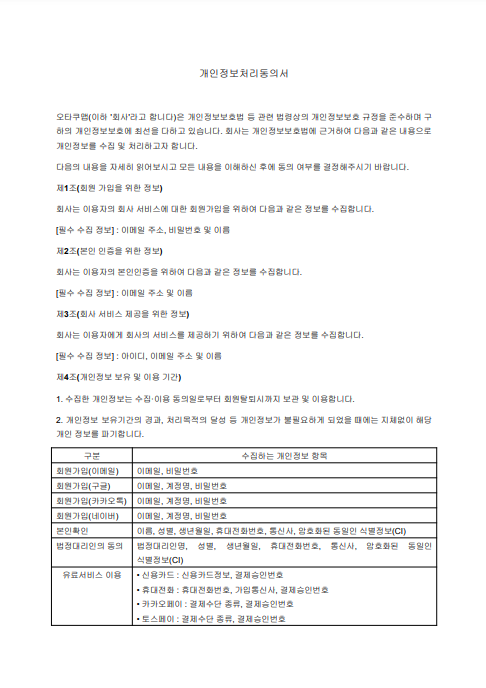 개인정보처리동의서
오타쿠앱(이하 '회사'라고 합니다)은 개인정보보호법 등 관련 법령상의 개인정보보호 규정을 준수하며 구
하의 개인정보보호에 최선을 다하고 있습니다. 회사는 개인정보보호법에 근거하여 다음과 같은 내용으로
개인정보를 수집 및 처리하고자 합니다.
다음의 내용을 자세히 읽어보시고 모든 내용을 이해하신 후에 동의 여부를 결정해주시기 바랍니다.
제1조(회원 가입을 위한 정보)
회사는 이용자의 회사 서비스에 대한 회원가입을 위하여 다음과 같은 정보를 수집합니다.
[필수 수집 정보] : 이메일 주소, 비밀번호 및 이름
제2조(본인 인증을 위한 정보)
회사는 이용자의 본인인증을 위하여 다음과 같은 정보를 수집합니다.
[필수 수집 정보] : 이메일 주소 및 이름
제3조(회사 서비스 제공을 위한 정보)
회사는 이용자에게 회사의 서비스를 제공하기 위하여 다음과 같은 정보를 수집합니다.
[필수 수집 정보] : 아이디, 이메일 주소 및 이름
제4조(개인정보 보유 및 이용 기간)
1. 수집한 개인정보는 수집·이용 동의일로부터 회원탈퇴시까지 보관 및 이용합니다.
2. 개인정보 보유기간의 경과, 처리목적의 달성 등 개인정보가 불필요하게 되었을 때에는 지체없이 해당
개인 정보를 파기합니다.
구분 수집하는 개인정보 항목
회원가입(이메일) 이메일, 비밀번호
회원가입(구글) 이메일, 계정명, 비밀번호
회원가입(카카오톡) 이메일, 계정명, 비밀번호
회원가입(네이버) 이메일, 계정명, 비밀번호
본인확인 이름, 성별, 생년월일, 휴대전화번호, 통신사, 암호화된 동일인 식별정보(CI)
법정대리인의 동의 법정대리인명, 성별, 생년월일, 휴대전화번호, 통신사, 암호화된 동일인
식별정보(CI)
유료서비스 이용 • 신용카드 : 신용카드정보, 결제승인번호
• 휴대전화 : 휴대전화번호, 가입통신사, 결제승인번호
• 카카오페이 : 결제수단 종류, 결제승인번호
• 토스페이 : 결제수단 종류, 결제승인번호